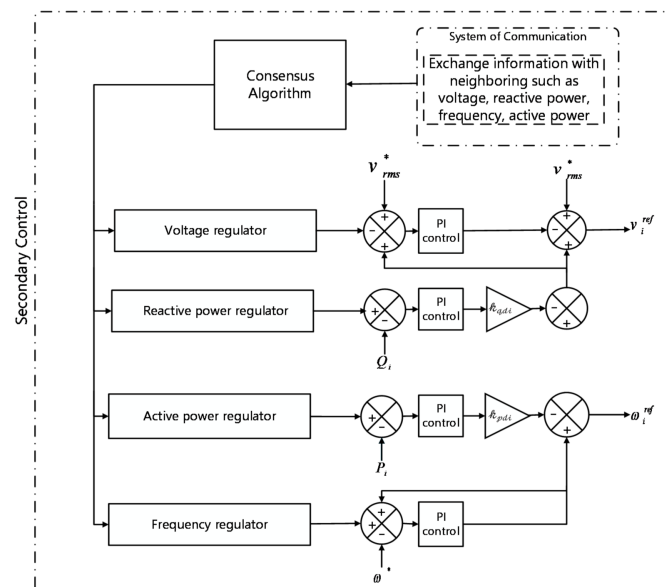 System of Communication
Exchange information with
neighboring such as
voltage, reactive power,
frequency, active power
Consensus
Algorithm
Secondary Control
v*rms
v*rms
Voltage regulator
- + +
PI
control
- + +
v_i^ref
Reactive power regulator
+ -
PI
control
k_qdi
- +
Q_i
Active power regulator
+ -
PI
control
k_pdi
- +
ω_i^ref
P_i
Frequency regulator
+ + -
PI
control
ω*